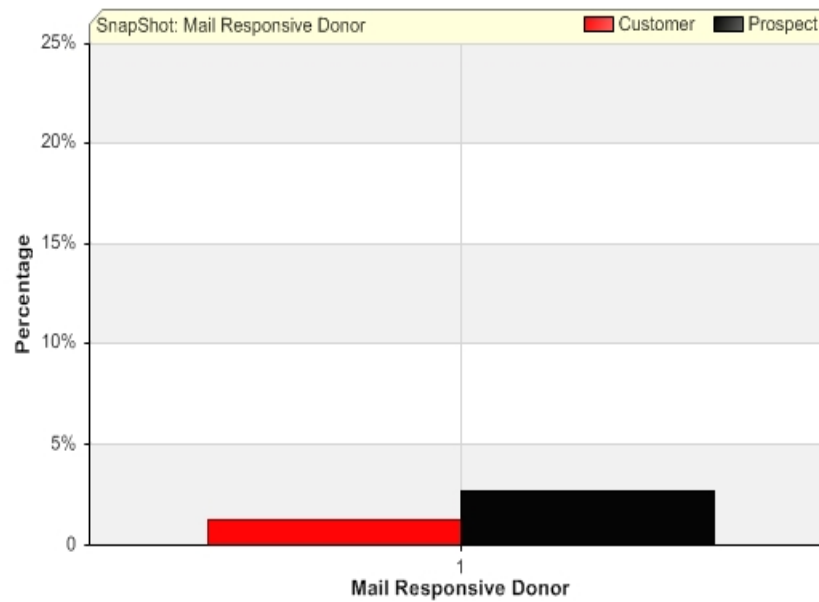 SnapShot: Mail Responsive Donor
Customer
Prospect
25%
20%
15%
10%
5%
0
Percentage
1
Mail Responsive Donor